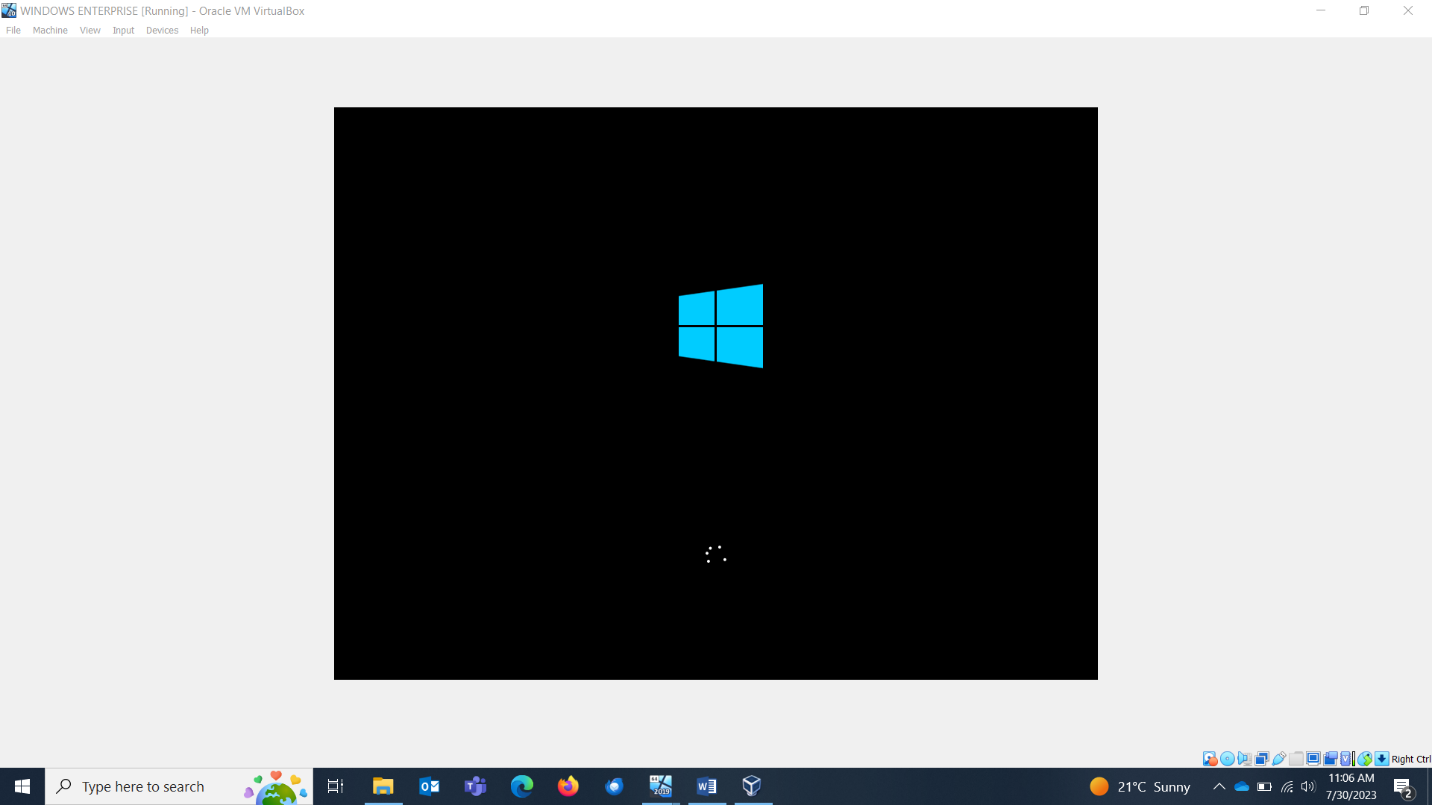 WINDOWS ENTERPRISE [Running] - Oracle VM VirtualBox
File Machine View Input Devices Help
Right Ctrl
Type here to search
2019
21°C Sunny
11:06 AM
7/30/2023
2